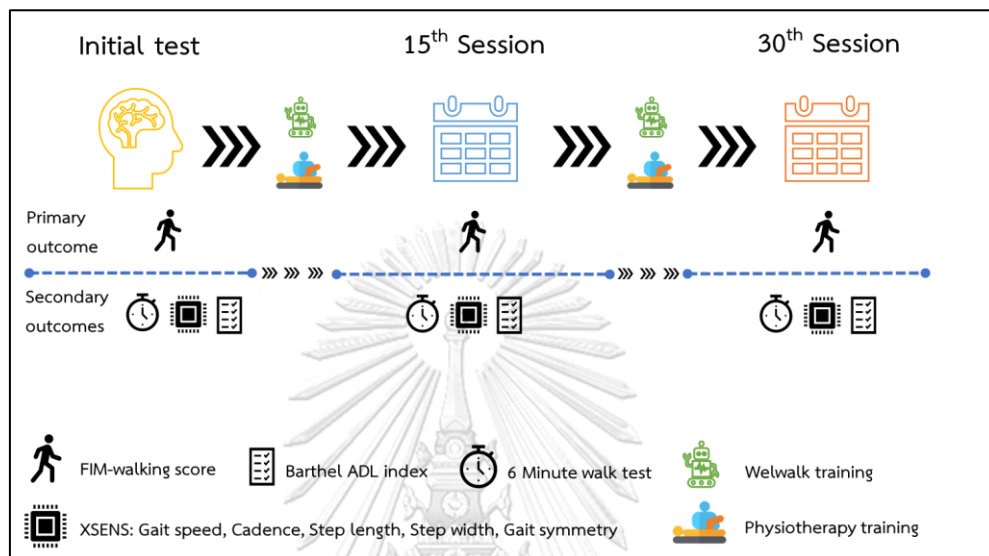 Initial test
15th Session
30th Session
Primary
outcome
Secondary
outcomes
FIM-walking score
Barthel ADL index
6 Minute walk test
Welwalk training
XSENS: Gait speed, Cadence, Step length, Step width, Gait symmetry
Physiotherapy training